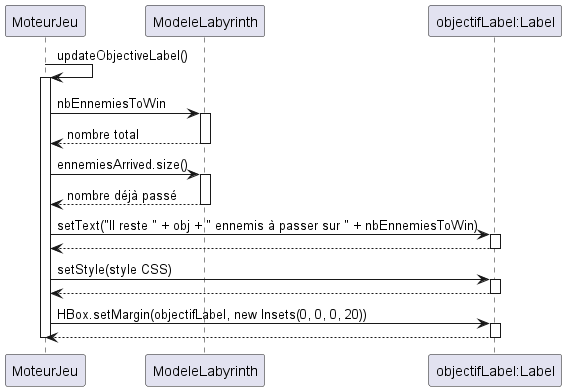 MoteurJeu ModeleLabyrinth objectifLabel:Label
updateObjectiveLabel()
nbEnnemiesToWin
nombre total
ennemiesArrived.size()
nombre déjà passé
setText("Il reste " + obj + " ennemis à passer sur " + nbEnnemiesToWin)
setStyle(style CSS)
HBox.setMargin(objectifLabel, new Insets(0, 0, 0, 20))
MoteurJeu ModeleLabyrinth objectifLabel:Label